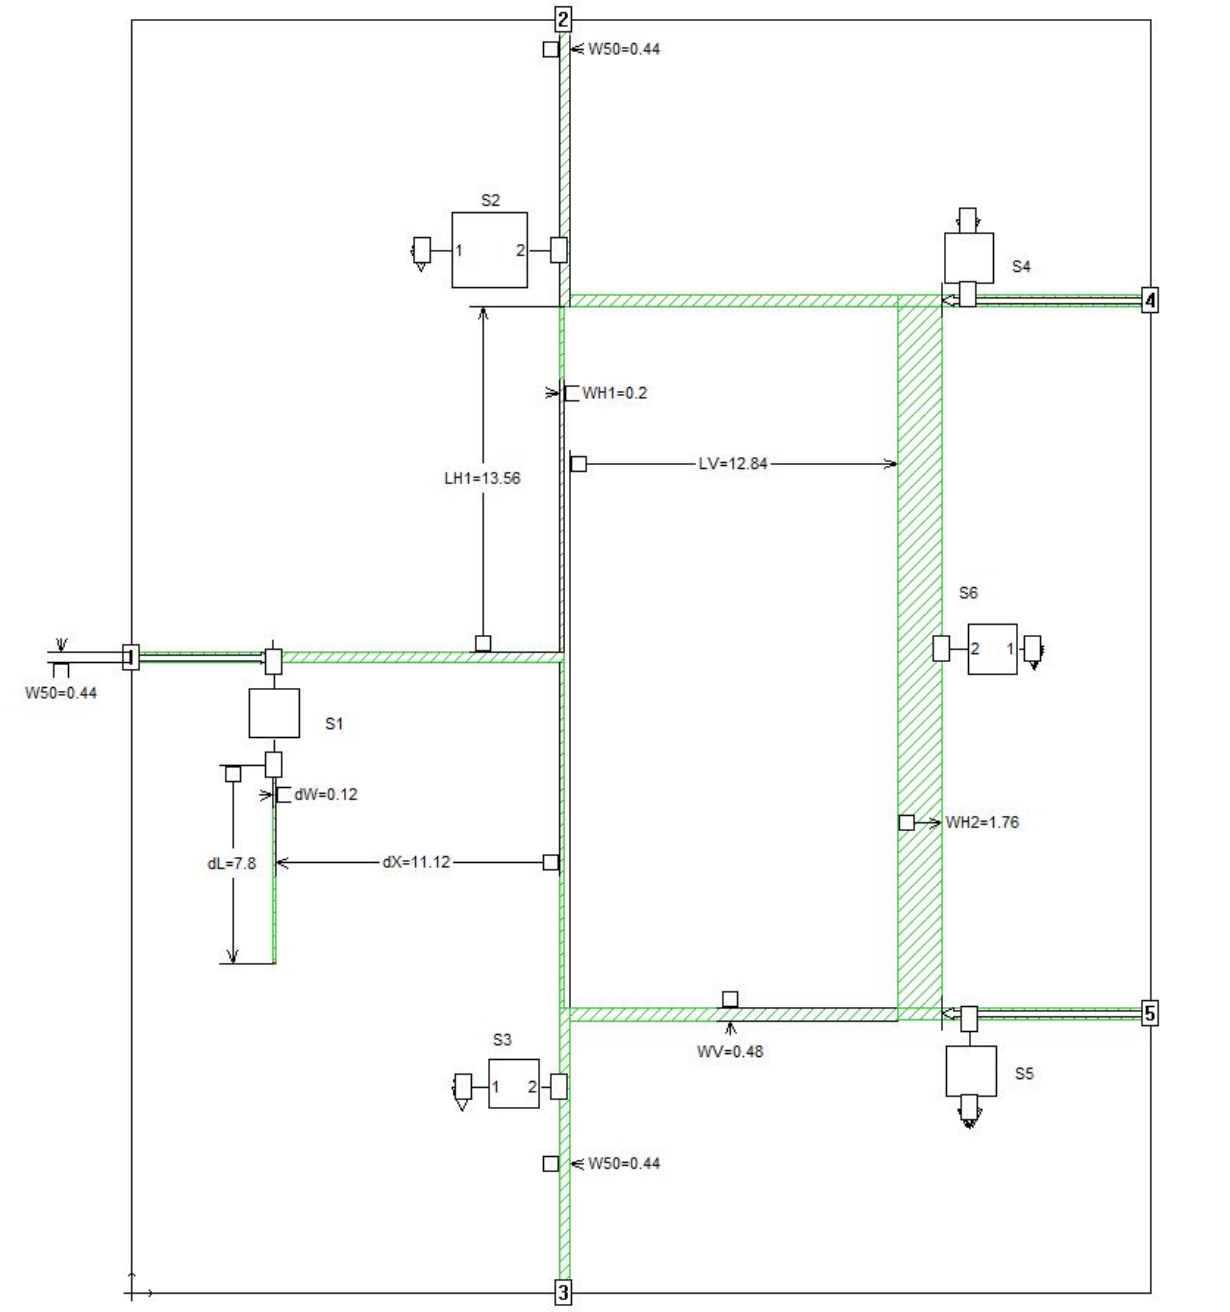 2
W50=0.44
S2
1 2
S4
4
WH1=0.2
LV=12.84
LH1=13.56
S6
2 1
1
W50=0.44
S1
dW=0.12
WH2=1.76
dL=7.8
dX=11.12
5
S3
WV=0.48
1 2
S5
W50=0.44
3